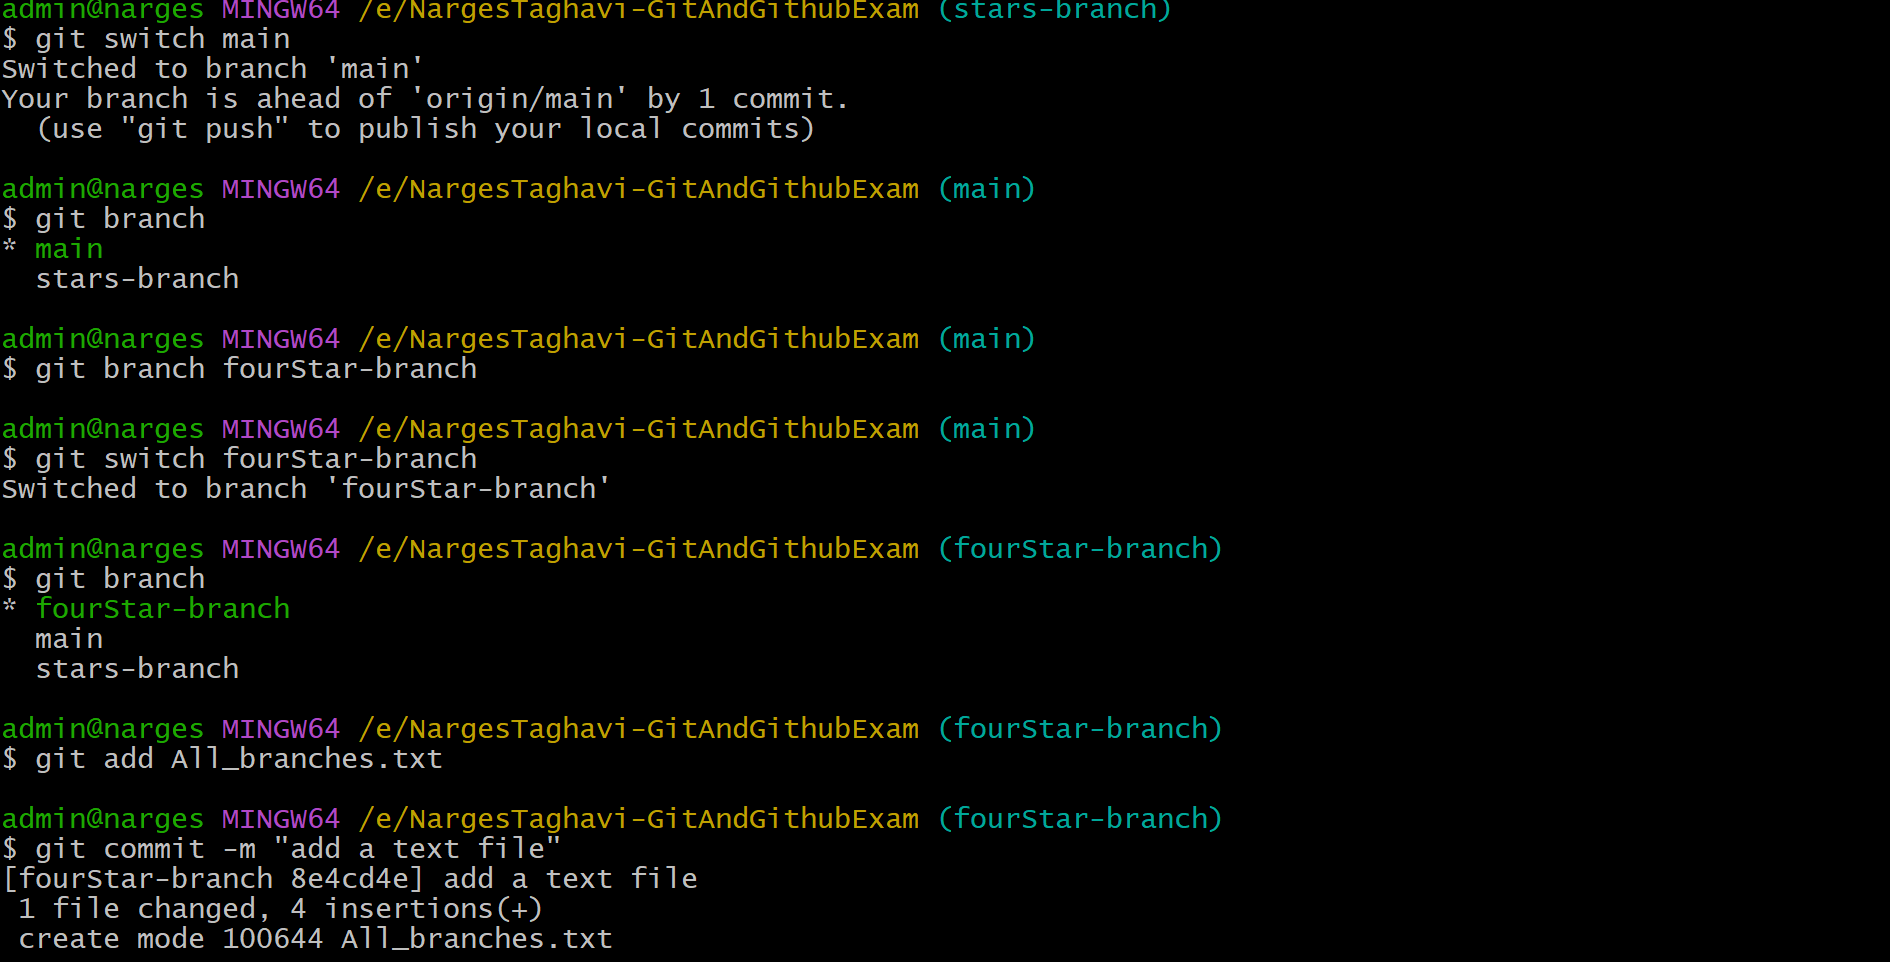 admin@narges MINGW64 /e/NargesTaghavi-GitAndGithubExam (stars-branch)
$ git switch main
Switched to branch 'main'
Your branch is ahead of 'origin/main' by 1 commit.
  (use "git push" to publish your local commits)

admin@narges MINGW64 /e/NargesTaghavi-GitAndGithubExam (main)
$ git branch
* main
  stars-branch

admin@narges MINGW64 /e/NargesTaghavi-GitAndGithubExam (main)
$ git branch fourStar-branch

admin@narges MINGW64 /e/NargesTaghavi-GitAndGithubExam (main)
$ git switch fourStar-branch
Switched to branch 'fourStar-branch'

admin@narges MINGW64 /e/NargesTaghavi-GitAndGithubExam (fourStar-branch)
$ git branch
* fourStar-branch
  main
  stars-branch

admin@narges MINGW64 /e/NargesTaghavi-GitAndGithubExam (fourStar-branch)
$ git add All_branches.txt

admin@narges MINGW64 /e/NargesTaghavi-GitAndGithubExam (fourStar-branch)
$ git commit -m "add a text file"
[fourStar-branch 8e4cd4e] add a text file
 1 file changed, 4 insertions(+)
 create mode 100644 All_branches.txt